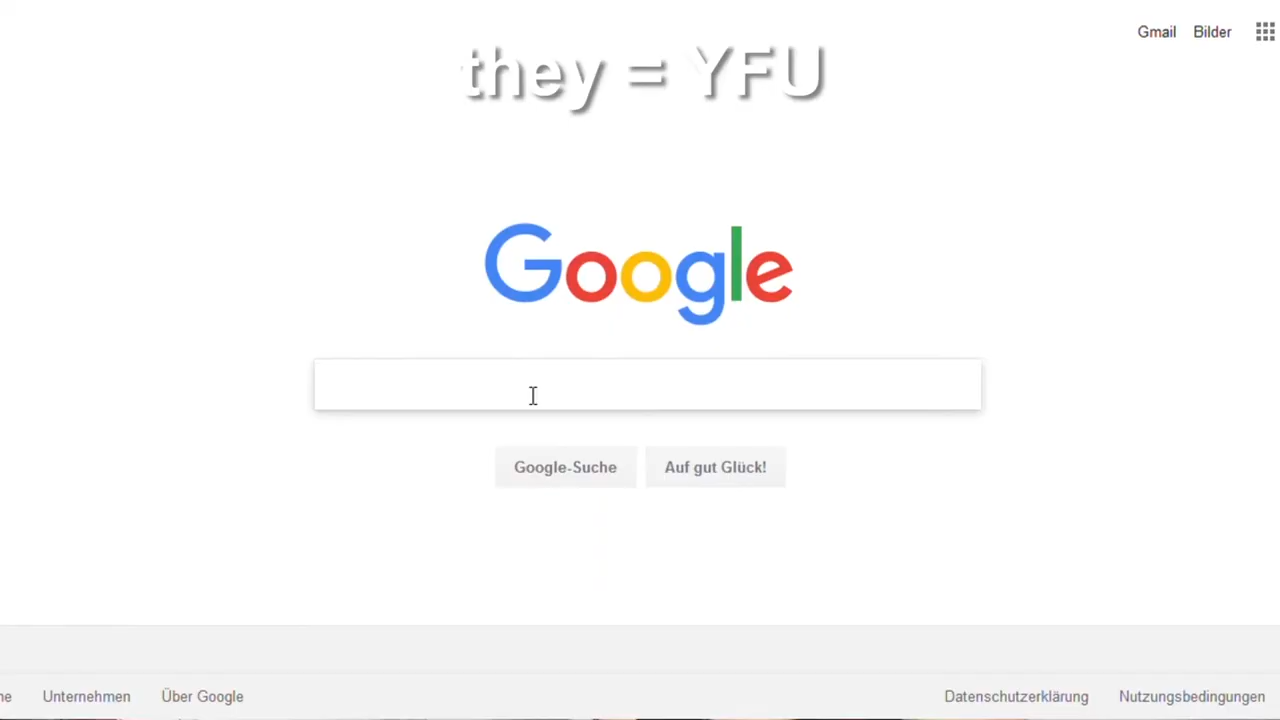 Gmail Bilder
they = YFU
Google
Google-Suche Auf gut Glück!
Unternehmen Über Google Datenschutzerklärung Nutzungsbedingungen